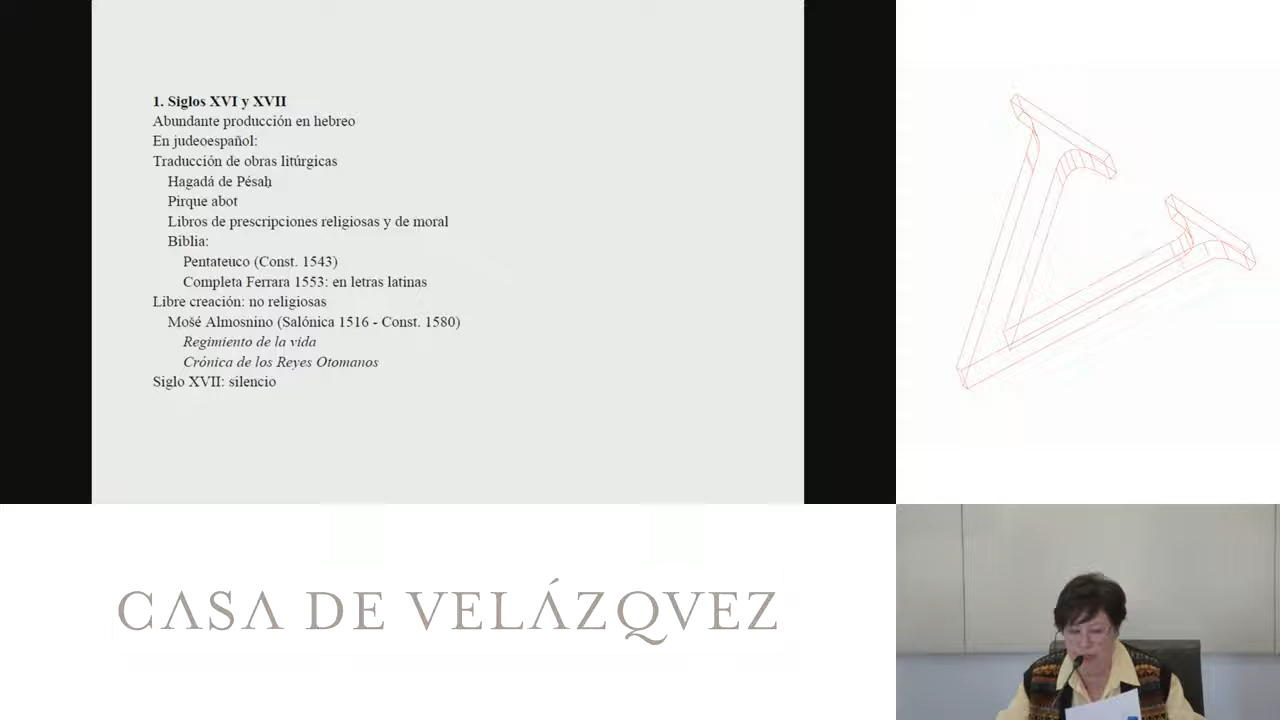 1. Siglos XVI y XVII
Abundante producción en hebreo
En judeoespañol:
Traducción de obras litúrgicas
Hagadá de Pésaḥ
Pirque abot
Libros de prescripciones religiosas y de moral
Biblia:
Pentateuco (Const. 1543)
Completa Ferrara 1553: en letras latinas
Libre creación: no religiosas
Mošé Almosnino (Salónica 1516 - Const. 1580)
Regimiento de la vida
Crónica de los Reyes Otomanos
Siglo XVII: silencio
CASA DE VELÁZQVEZ